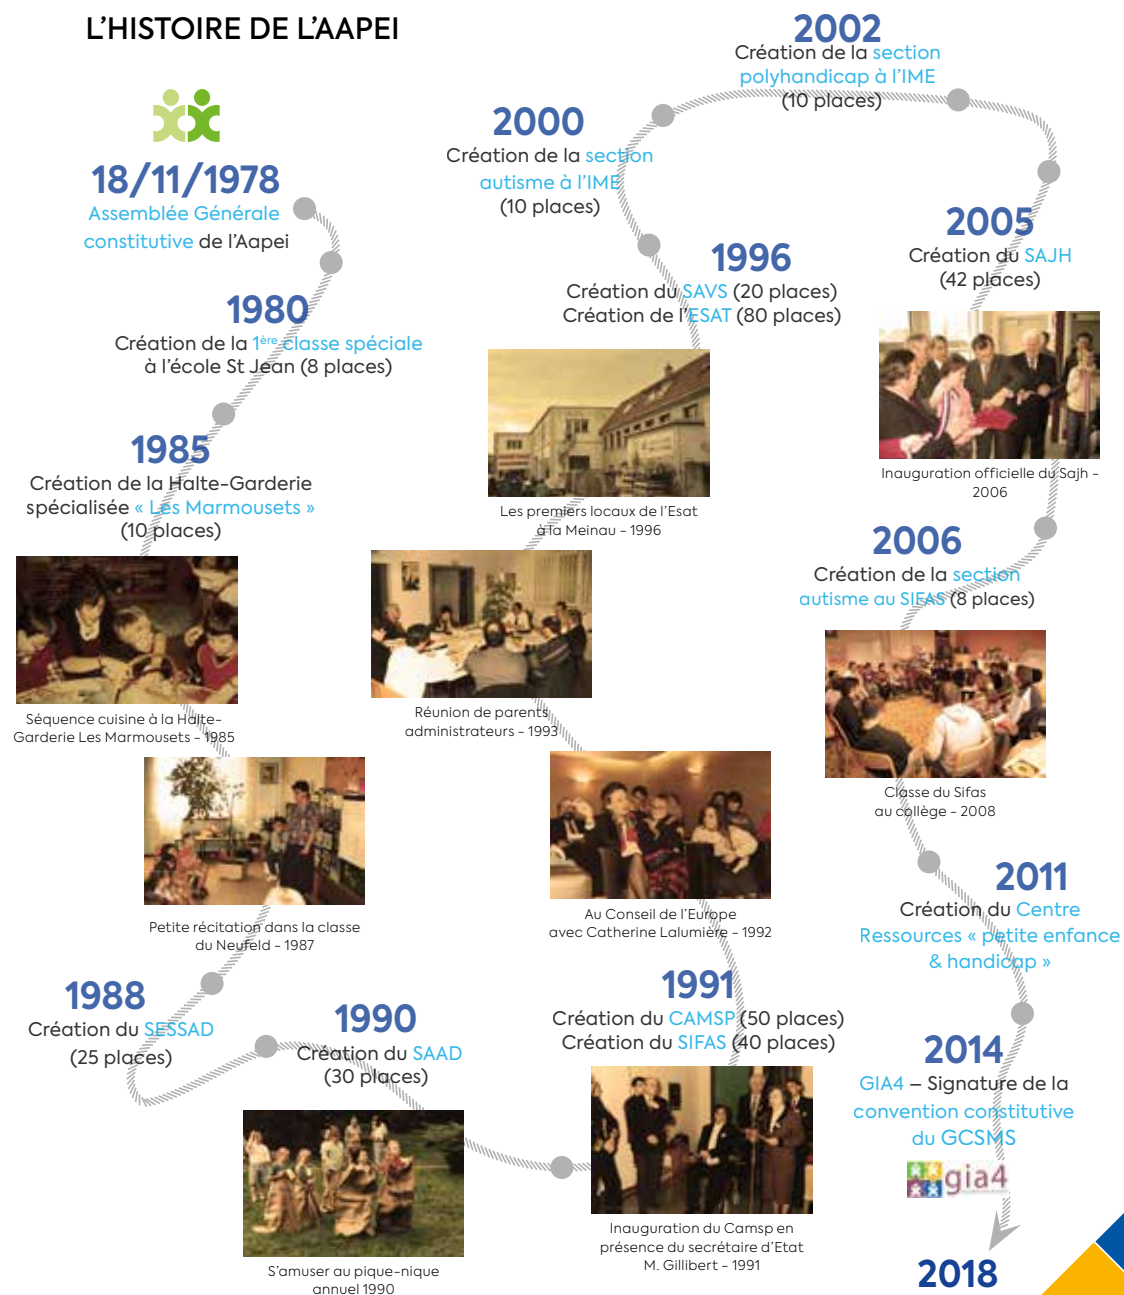 L'HISTOIRE DE L'AAPEI
18/11/1978
Assemblée Générale
constitutive de l'Aapei
1980
Création de la 1ère classe spéciale
à l'école St Jean (8 places)
1985
Création de la Halte-Garderie
spécialisée « Les Marmousets »
(10 places)
Séquence cuisine à la Halte-
Garderie Les Marmousets - 1985
Petite récitation dans la classe
du Neufeld - 1987
1988
Création du SESSAD
(25 places)
1990
Création du SAAD
(30 places)
S'amuser au pique-nique
annuel 1990
1991
Création du CAMSP (50 places)
Création du SIFAS (40 places)
Inauguration du Camsp en
présence du secrétaire d'Etat
M. Gillibert - 1991
Au Conseil de l'Europe
avec Catherine Lalumière - 1992
Réunion de parents
administrateurs - 1993
1996
Création du SAVS (20 places)
Création de l'ESAT (80 places)
Les premiers locaux de l'Esat
à la Meinau - 1996
2000
Création de la section
autisme à l'IME
(10 places)
2002
Création de la section
polyhandicap à l'IME
(10 places)
2005
Création du SAJH
(42 places)
Inauguration officielle du Sajh -
2006
2006
Création de la section
autisme au SIFAS (8 places)
Classe du Sifas
au collège - 2008
2011
Création du Centre
Ressources « petite enfance
& handicap »
2014
GIA4 – Signature de la
convention constitutive
du GCSMS
gia4
2018